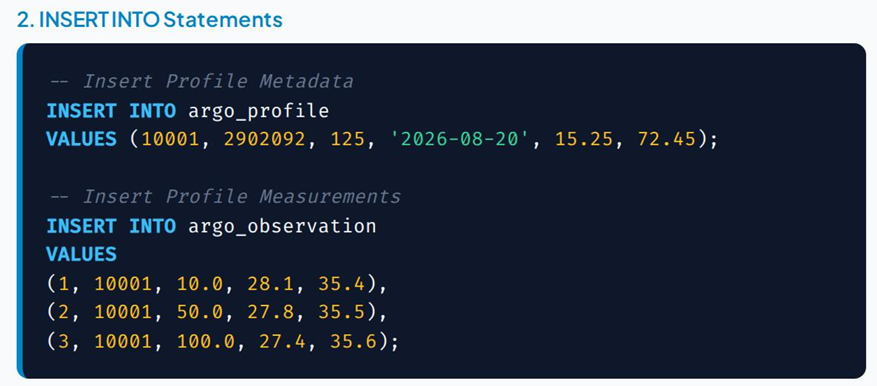 2. INSERT INTO Statements
-- Insert Profile Metadata
INSERT INTO argo_profile
VALUES (10001, 2902092, 125, '2026-08-20', 15.25, 72.45);
-- Insert Profile Measurements
INSERT INTO argo_observation
VALUES
(1, 10001, 10.0, 28.1, 35.4),
(2, 10001, 50.0, 27.8, 35.5),
(3, 10001, 100.0, 27.4, 35.6);